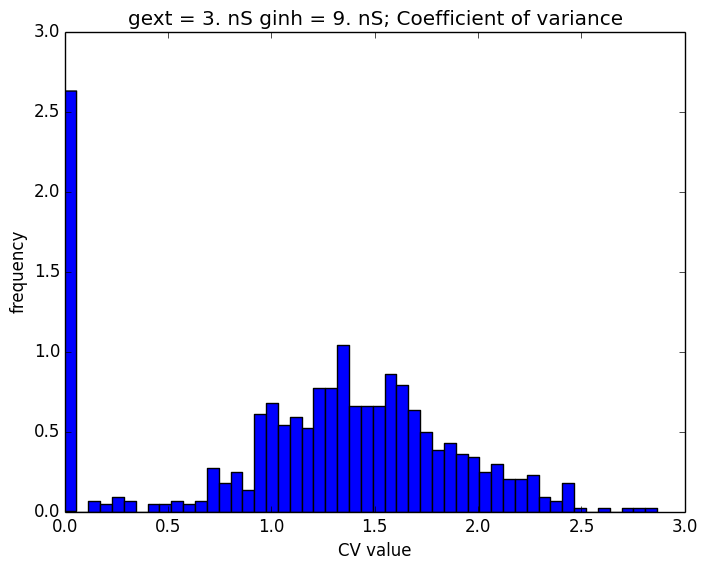 gext = 3. nS ginh = 9. nS; Coefficient of variance
3.0
2.5
2.0
1.5
1.0
0.5
0.0
frequency
0.0 0.5 1.0 1.5 2.0 2.5 3.0
CV value